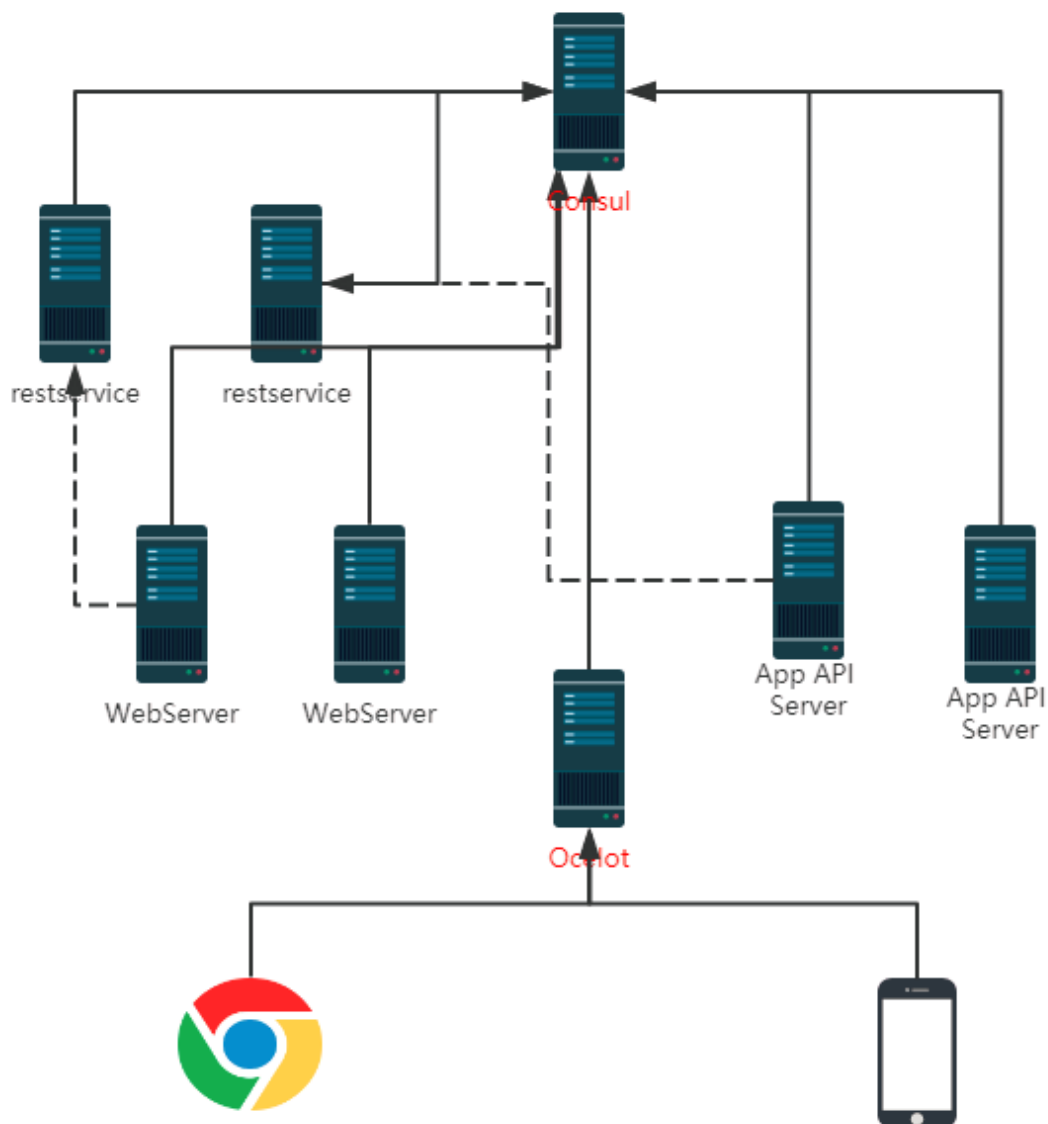 Consul
restservice
restservice
WebServer
WebServer
App API
Server
App API
Server
Ocelot